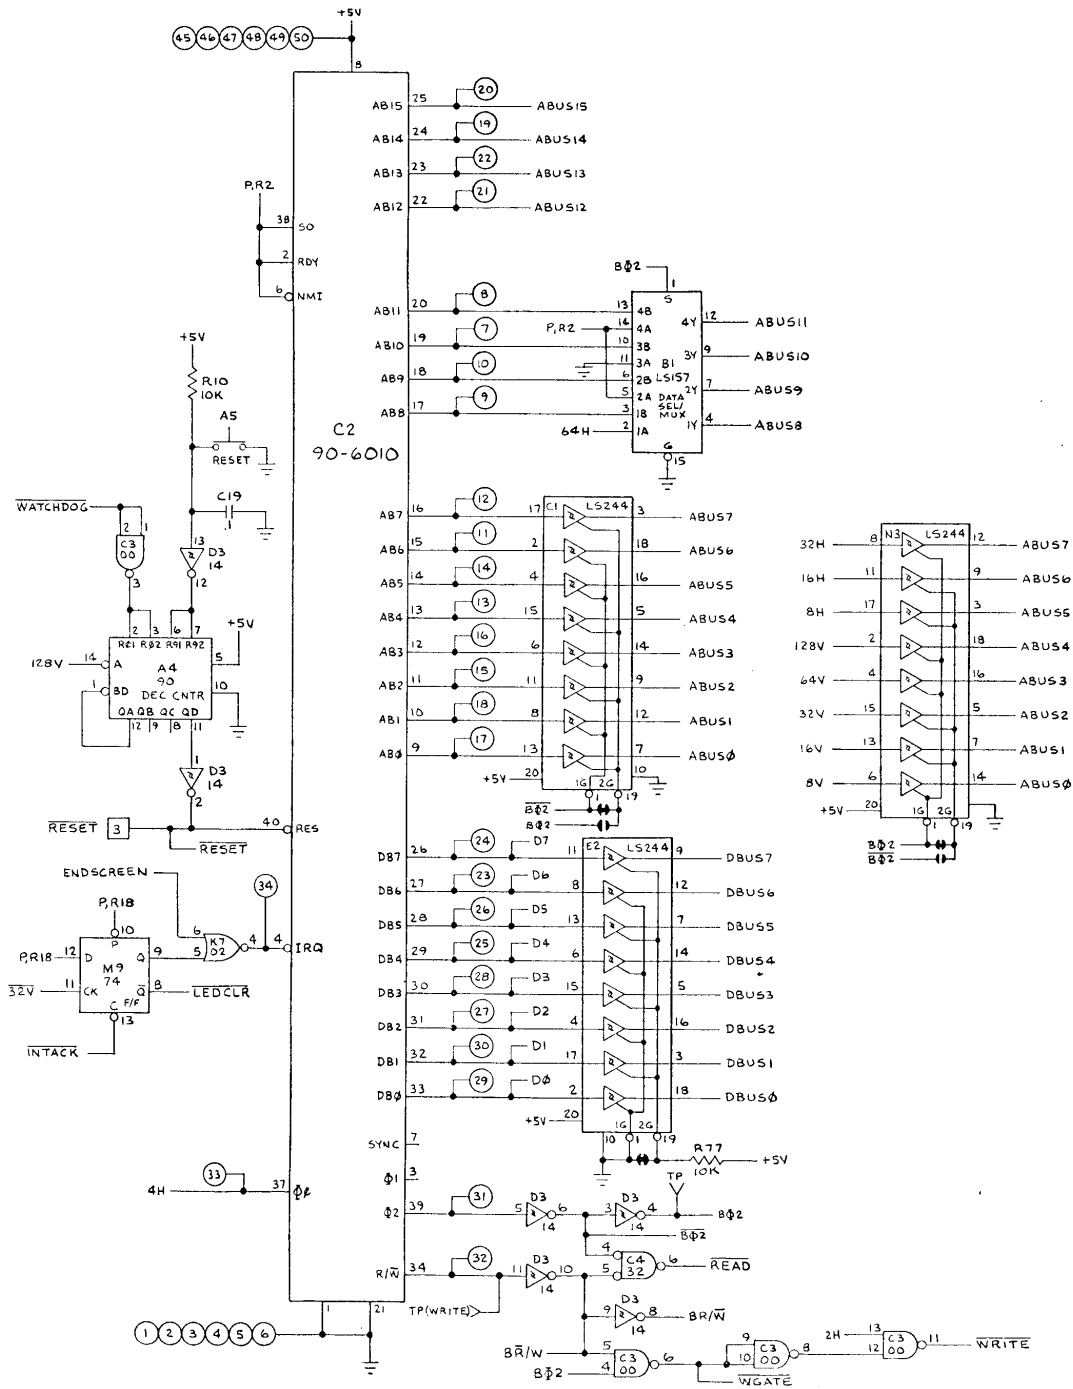 +5V
45 46 47 48 49 50
8
AB15 25 20 ABUS15
AB14 24 19 ABUS14
AB13 23 22 ABUS13
AB12 22 21 ABUS12
P,R2
38 SO
2 RDY
6 NMI
BΦ2
1
S
AB11 20 8 13 4B 4Y 12 ABUS11
P,R2 14 4A
AB10 19 7 10 3B 3Y 9 ABUS10
11 3A B1
AB9 18 10 6 2B LS157 2Y 7 ABUS9
5 2A DATA
SEL/
MUX
AB8 17 9 3 1B 1Y 4 ABUS8
64H 2 1A
G
15
+5V
R10
10K
A5
RESET
C2
90-6010
C19
.1
WATCHDOG
2 1
C3
00
3
13
D3
14
12
2 3 6 7
RØ1 RØ2 R91 R92
+5V
128V 14 A A4 5
90
1 BD DEC CNTR 10
QA QB QC QD
12 9 8 11
1
D3
14
2
RESET 3 40 RES
RESET
C1 LS244
AB7 16 12 17 3 ABUS7
AB6 15 11 2 18 ABUS6
AB5 14 14 4 16 ABUS5
AB4 13 13 15 5 ABUS4
AB3 12 16 6 14 ABUS3
AB2 11 15 11 9 ABUS2
AB1 10 18 8 12 ABUS1
ABØ 9 17 13 7 ABUSØ
+5V 20 10
1G 2G
1 19
BΦ2
BΦ2
N3 LS244
32H 8 12 ABUS7
16H 11 9 ABUS6
8H 17 3 ABUS5
128V 2 18 ABUS4
64V 4 16 ABUS3
32V 15 5 ABUS2
16V 13 7 ABUS1
8V 6 14 ABUSØ
+5V 20
1G 2G
1 19
BΦ2
BΦ2
ENDSCREEN
34
P,R18
10
P
6
K7
02
4 4 IRQ
P,R18 12 D Q 9 5
M9
74
32V 11 CK Q 8 LEDCLR
C F/F
13
INTACK
E2 LS244
DB7 26 24 D7 11 9 DBUS7
DB6 27 23 D6 8 12 DBUS6
DB5 28 26 D5 13 7 DBUS5
DB4 29 25 D4 6 14 DBUS4
DB3 30 28 D3 15 5 DBUS3
DB2 31 27 D2 4 16 DBUS2
DB1 32 30 D1 17 3 DBUS1
DBØ 33 29 DØ 2 18 DBUSØ
+5V 20
1G 2G
10 1 19
R77
10K
+5V
SYNC 7
Φ1 3
33
4H 37 Φø
Φ2 39 31 5 D3 14 6 3 D3 14 4 BΦ2
TP
BΦ2
4
C4
32
5
6 READ
R/W 34 32 11 D3 14 10
TP(WRITE)
9 D3 14 8 BR/W
1 21
1 2 3 4 5 6
BR/W 5
BΦ2 4
C3
00
6
WGATE
9
10
C3
00
8
2H 13
12
C3
00
11 WRITE